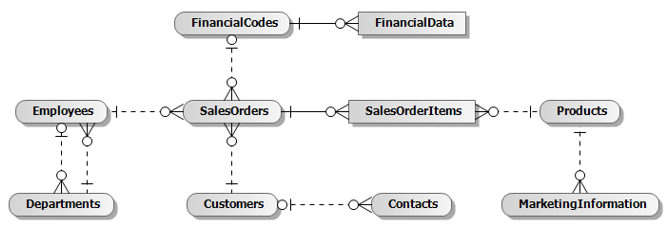 FinancialCodes
FinancialData
Employees
SalesOrders
SalesOrderItems
Products
Departments
Customers
Contacts
MarketingInformation